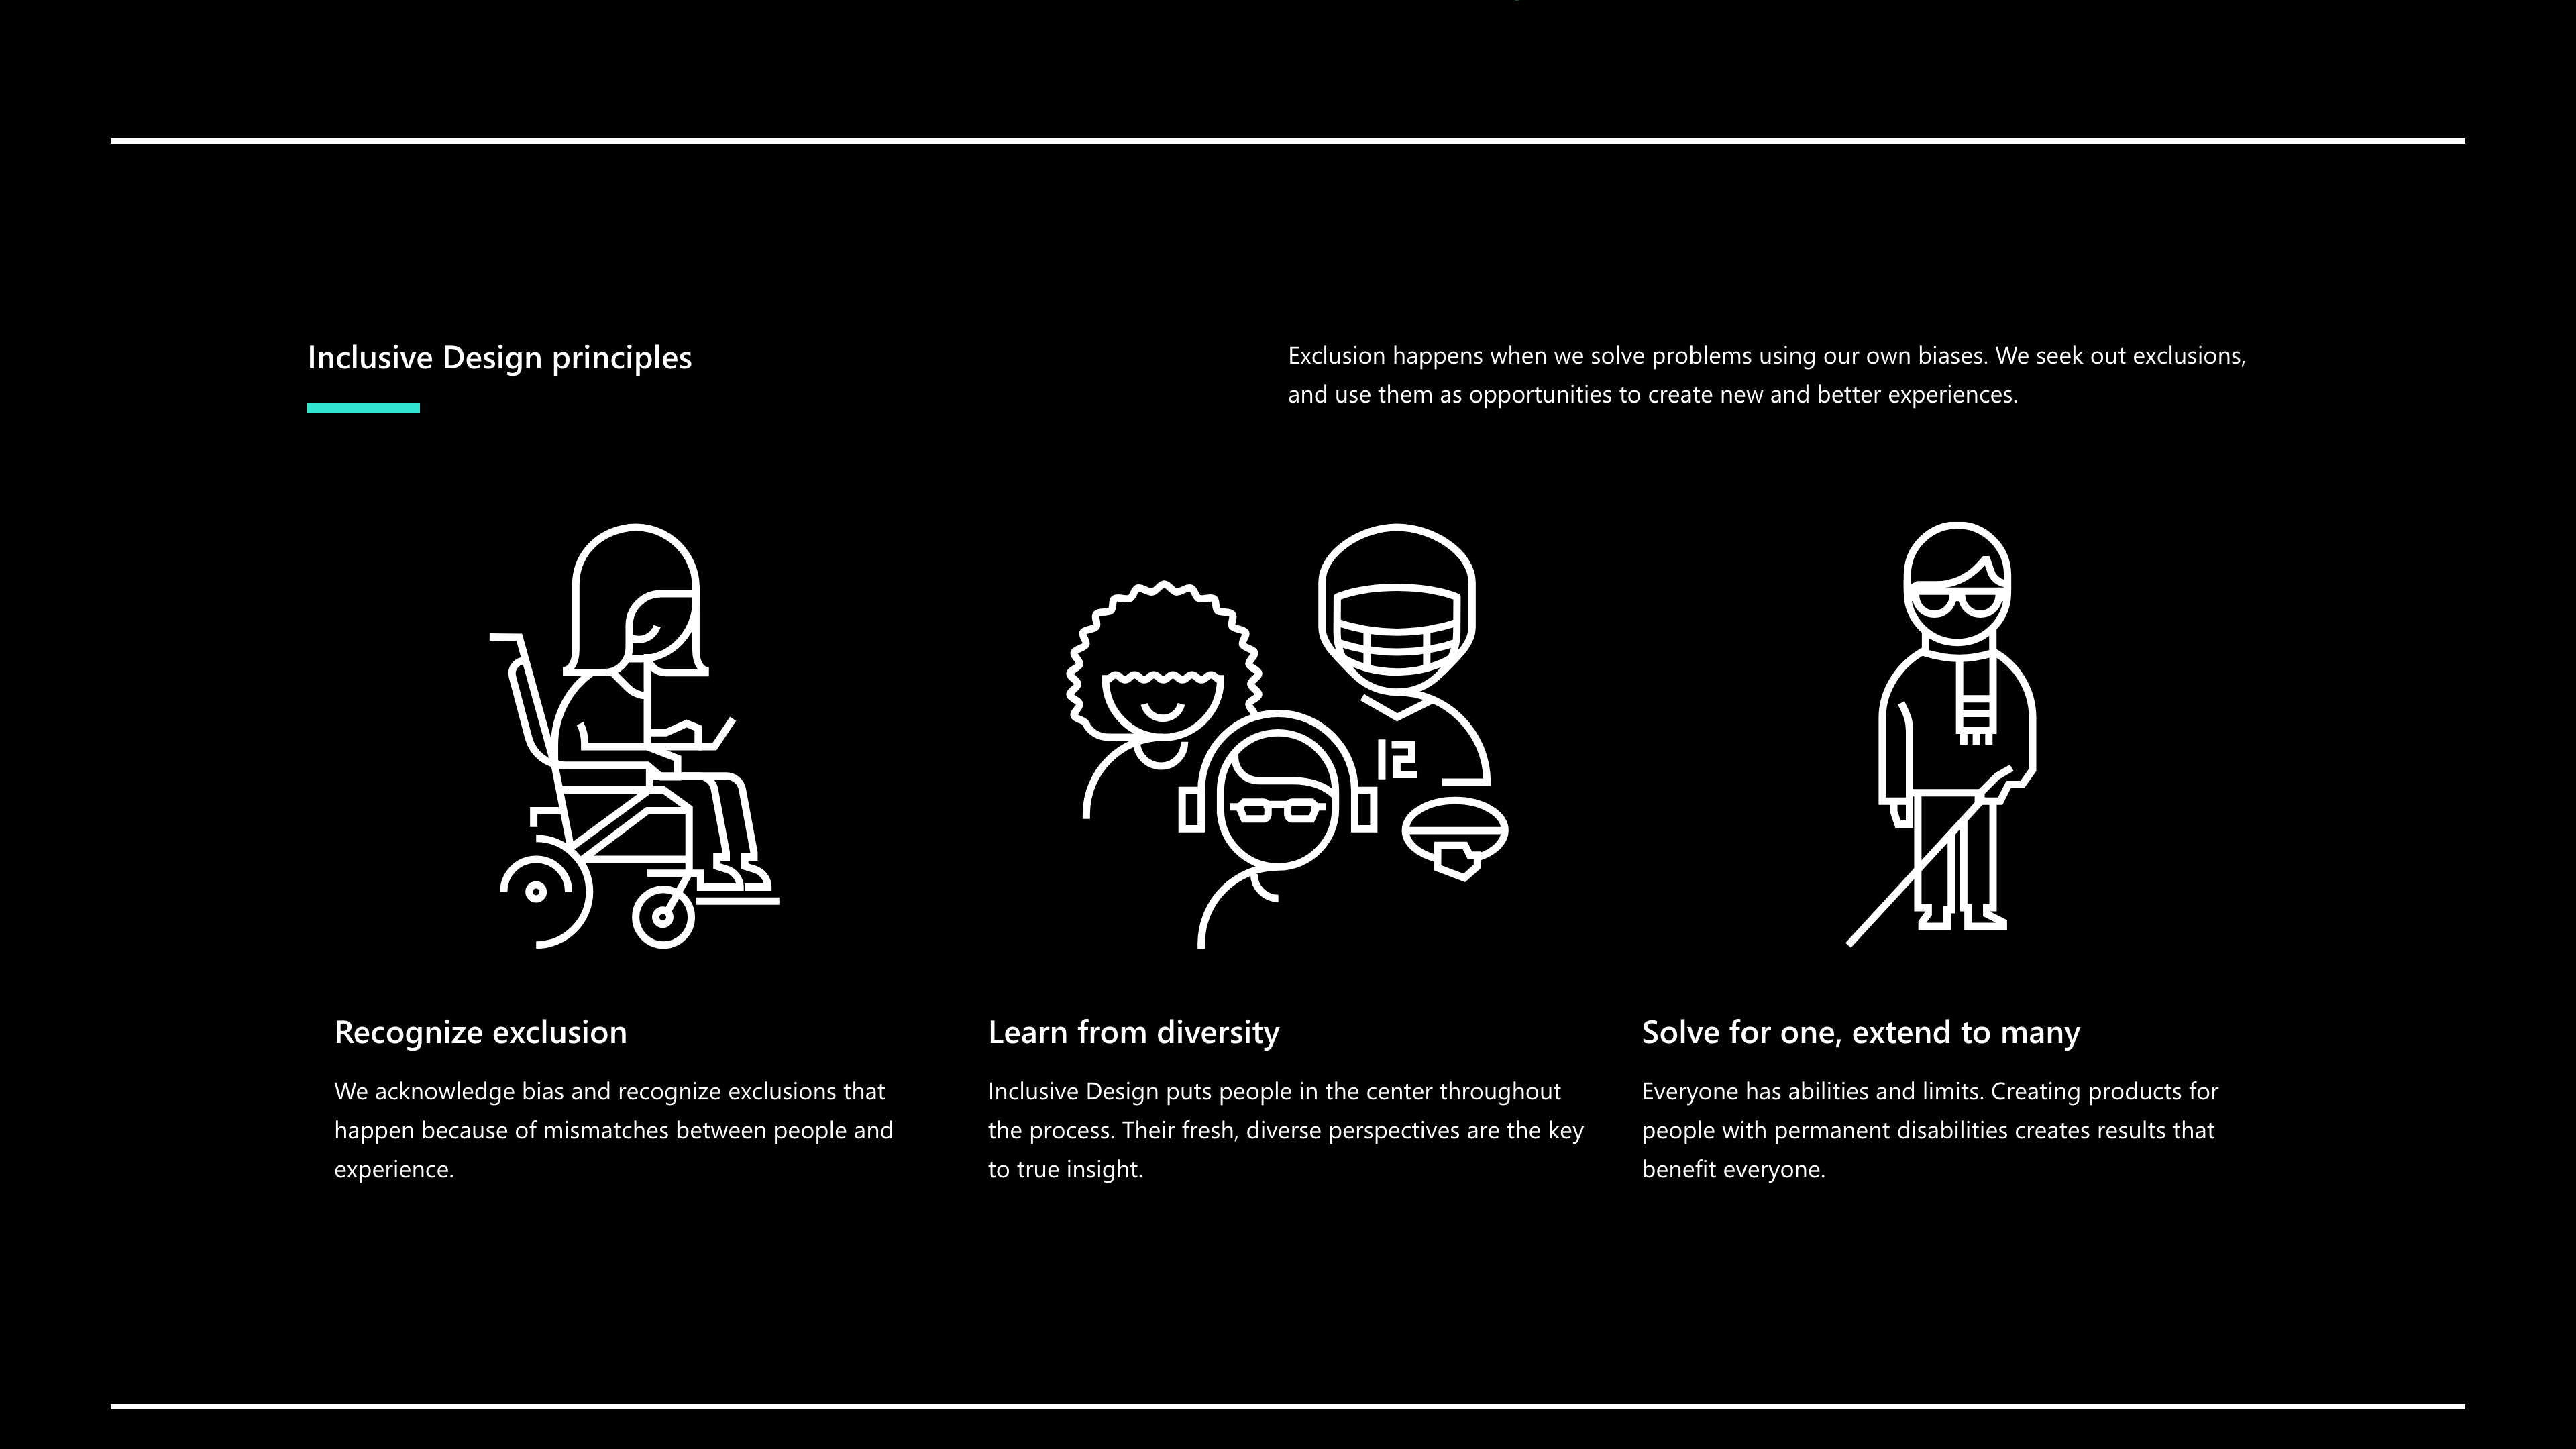 Inclusive Design principles
Exclusion happens when we solve problems using our own biases. We seek out exclusions,
and use them as opportunities to create new and better experiences.
12
Recognize exclusion
We acknowledge bias and recognize exclusions that
happen because of mismatches between people and
experience.
Learn from diversity
Inclusive Design puts people in the center throughout
the process. Their fresh, diverse perspectives are the key
to true insight.
Solve for one, extend to many
Everyone has abilities and limits. Creating products for
people with permanent disabilities creates results that
benefit everyone.